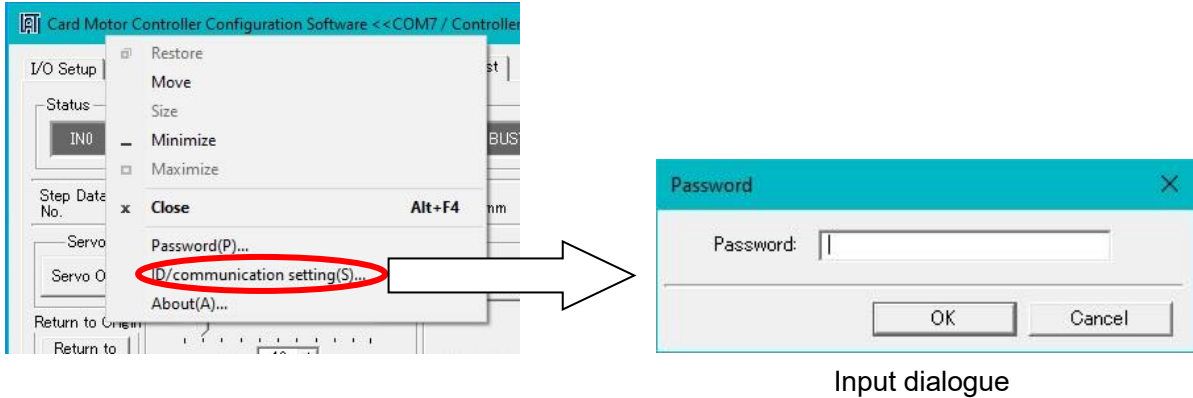 Card Motor Controller Configuration Software <<COM7 / Controller
I/O Setup
st
Status
IN0
BUS
Step Data
No.
mm
Servo
Servo O
Return to Origin
Return to
Restore
Move
Size
Minimize
Maximize
x Close Alt+F4
Password(P)...
ID/communication setting(S)...
About(A)...
Password
Password:
OK Cancel
Input dialogue